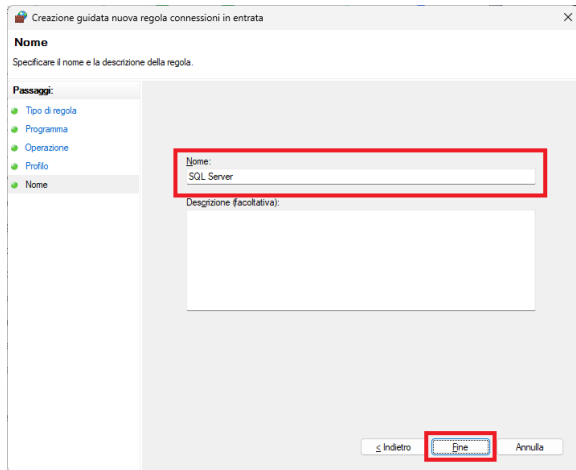 Creazione guidata nuova regola connessioni in entrata
Nome
Specificare il nome e la descrizione della regola.
Passaggi:
Tipo di regola
Programma
Operazione
Profilo
Nome
Nome:
SQL Server
Descrizione (facoltativa):
< Indietro
Fine
Annulla